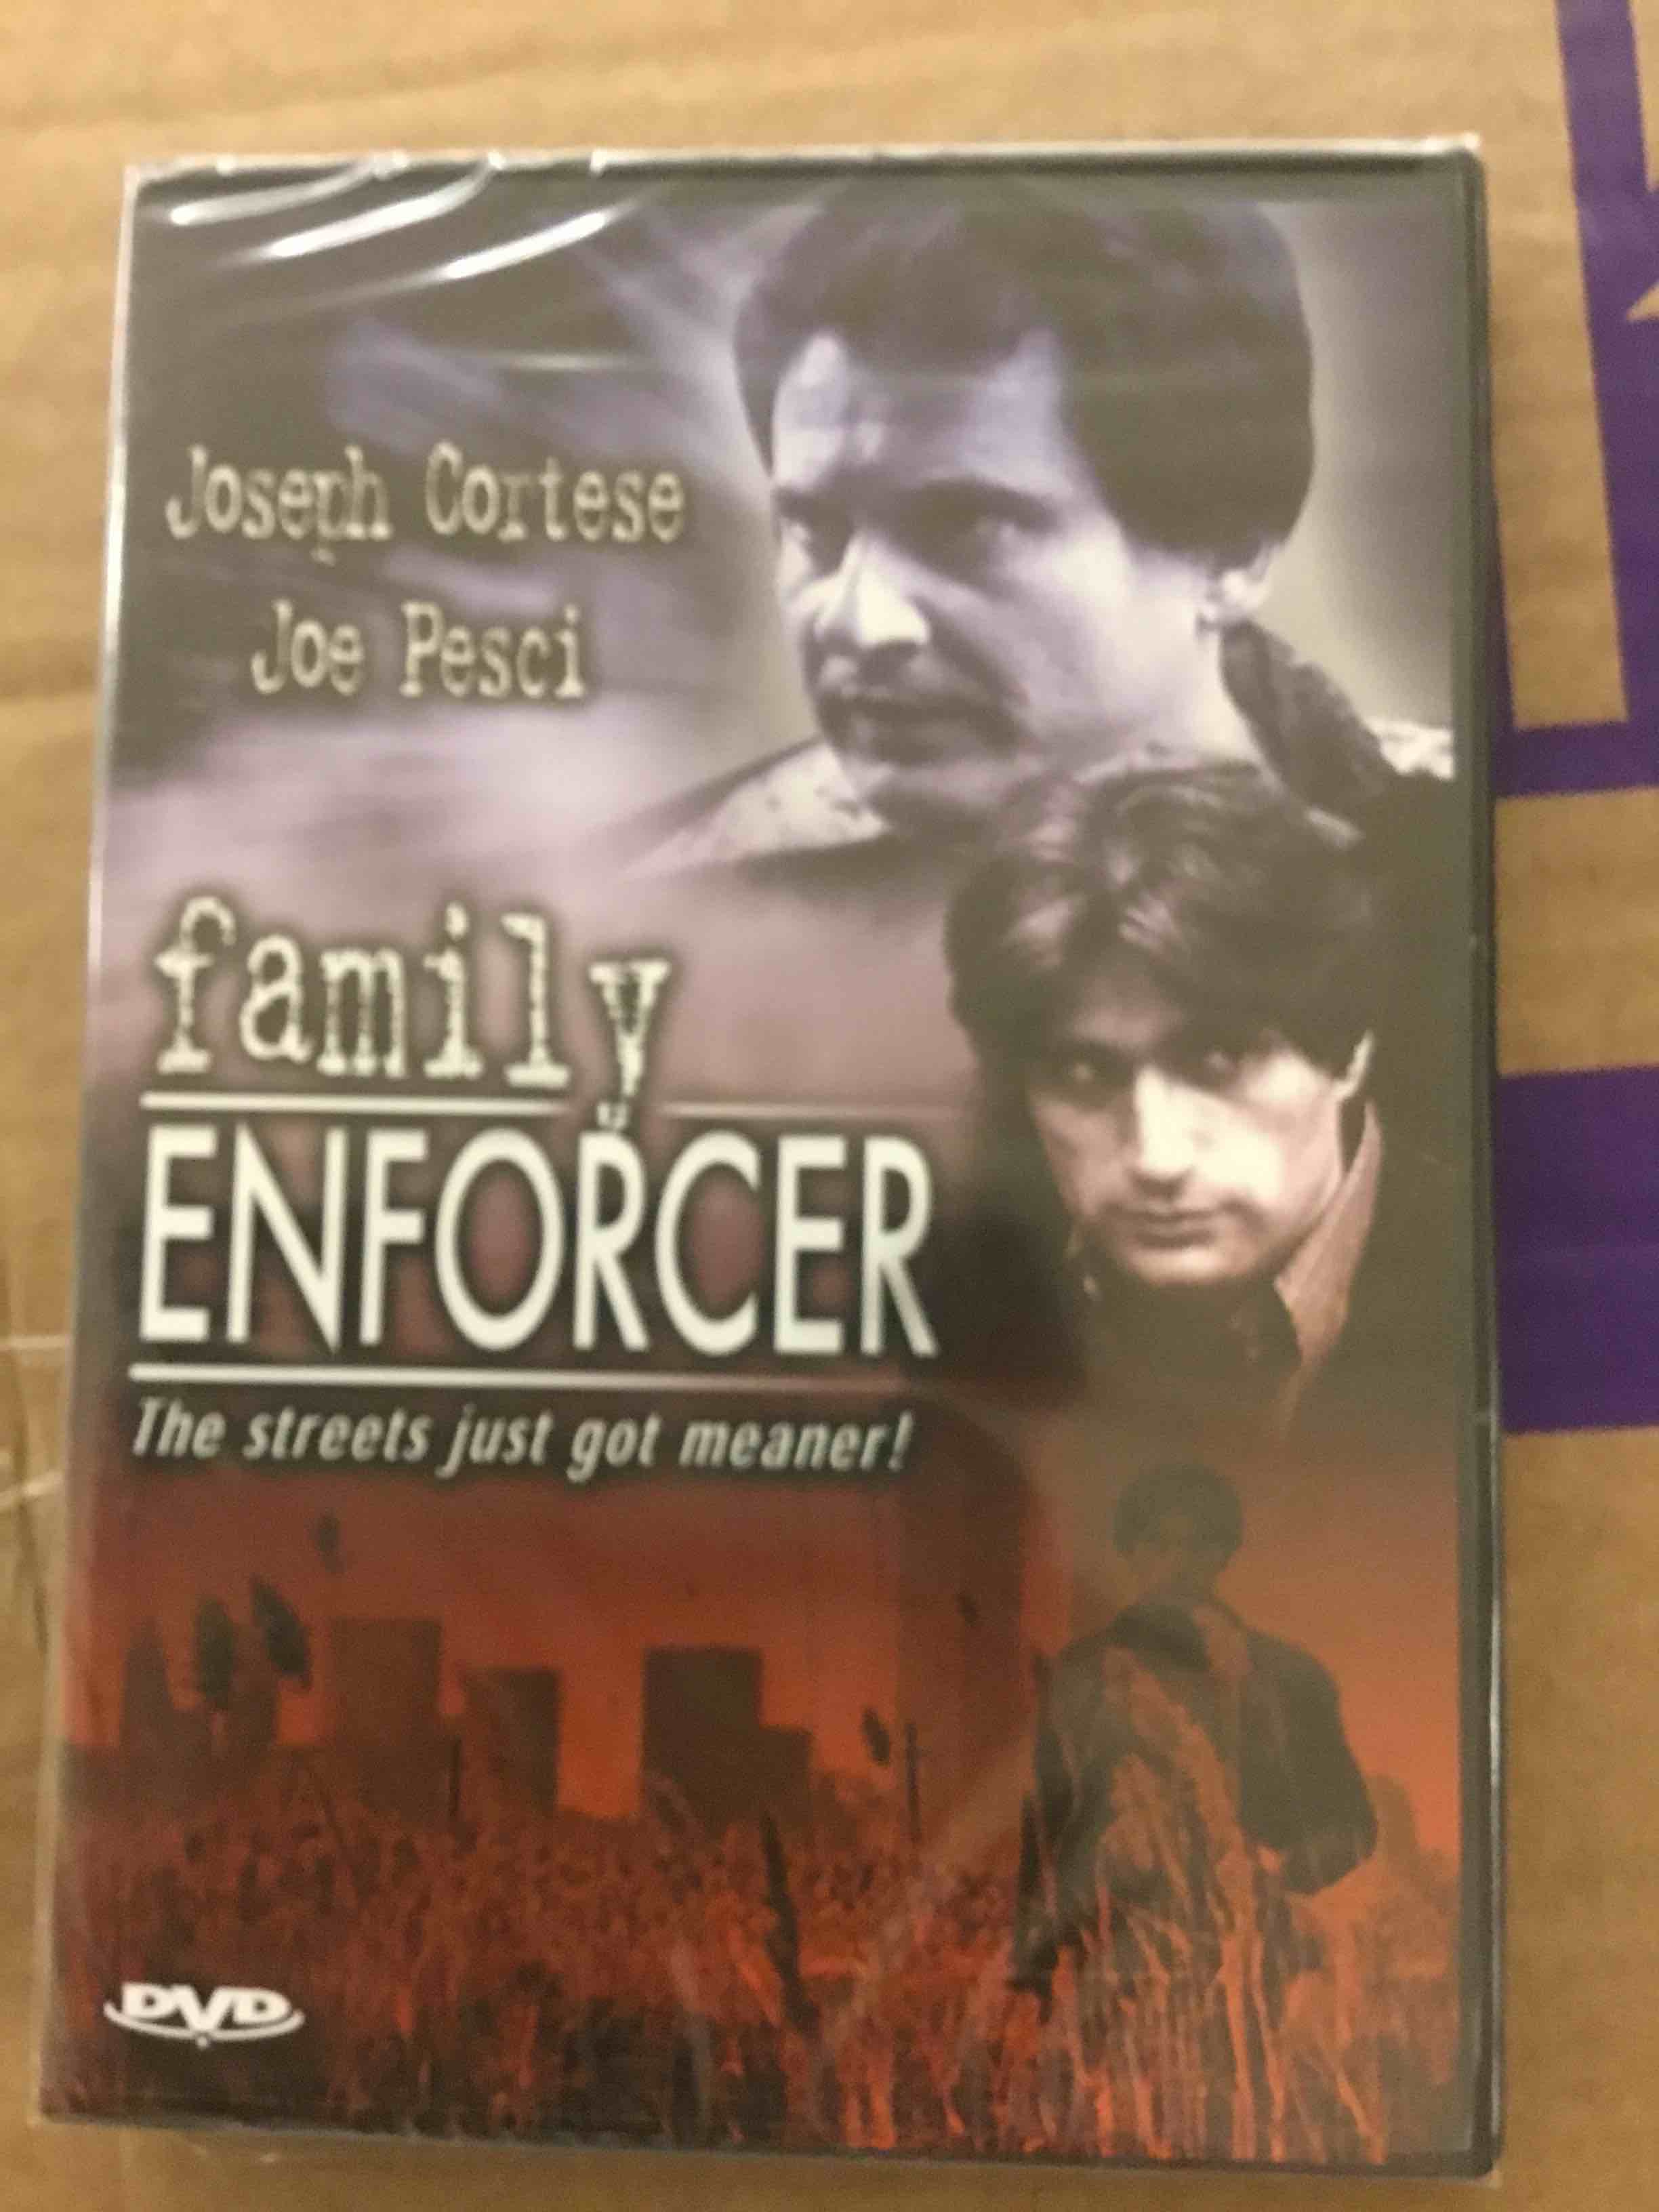 Joseph Cortese
Joe Pesci
family
ENFORCER
The streets just got meaner!
DVD